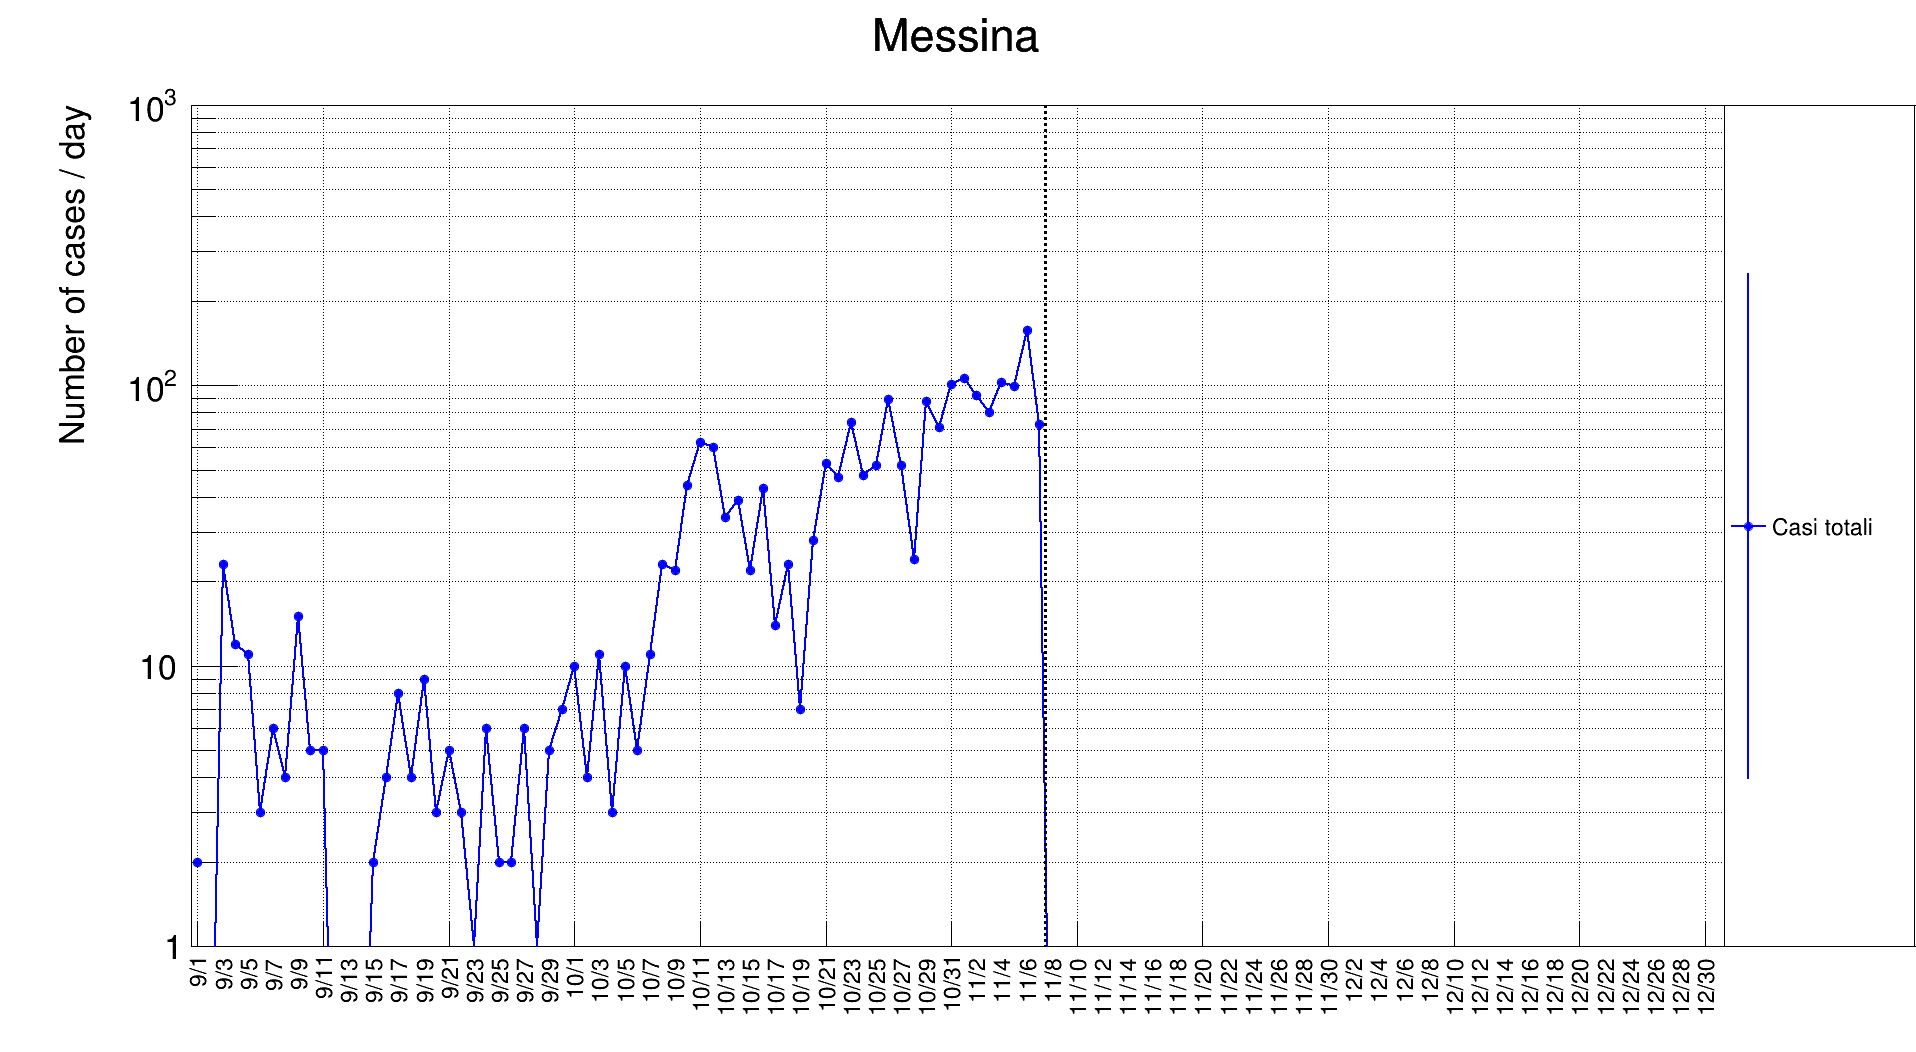 Messina
Number of cases / day
10³
10²
10
1
9/1 9/3 9/5 9/7 9/9 9/11 9/13 9/15 9/17 9/19 9/21 9/23 9/25 9/27 9/29 10/1 10/3 10/5 10/7 10/9 10/11 10/13 10/15 10/17 10/19 10/21 10/23 10/25 10/27 10/29 10/31 11/2 11/4 11/6 11/8 11/10 11/12 11/14 11/16 11/18 11/20 11/22 11/24 11/26 11/28 11/30 12/2 12/4 12/6 12/8 12/10 12/12 12/14 12/16 12/18 12/20 12/22 12/24 12/26 12/28 12/30
Casi totali